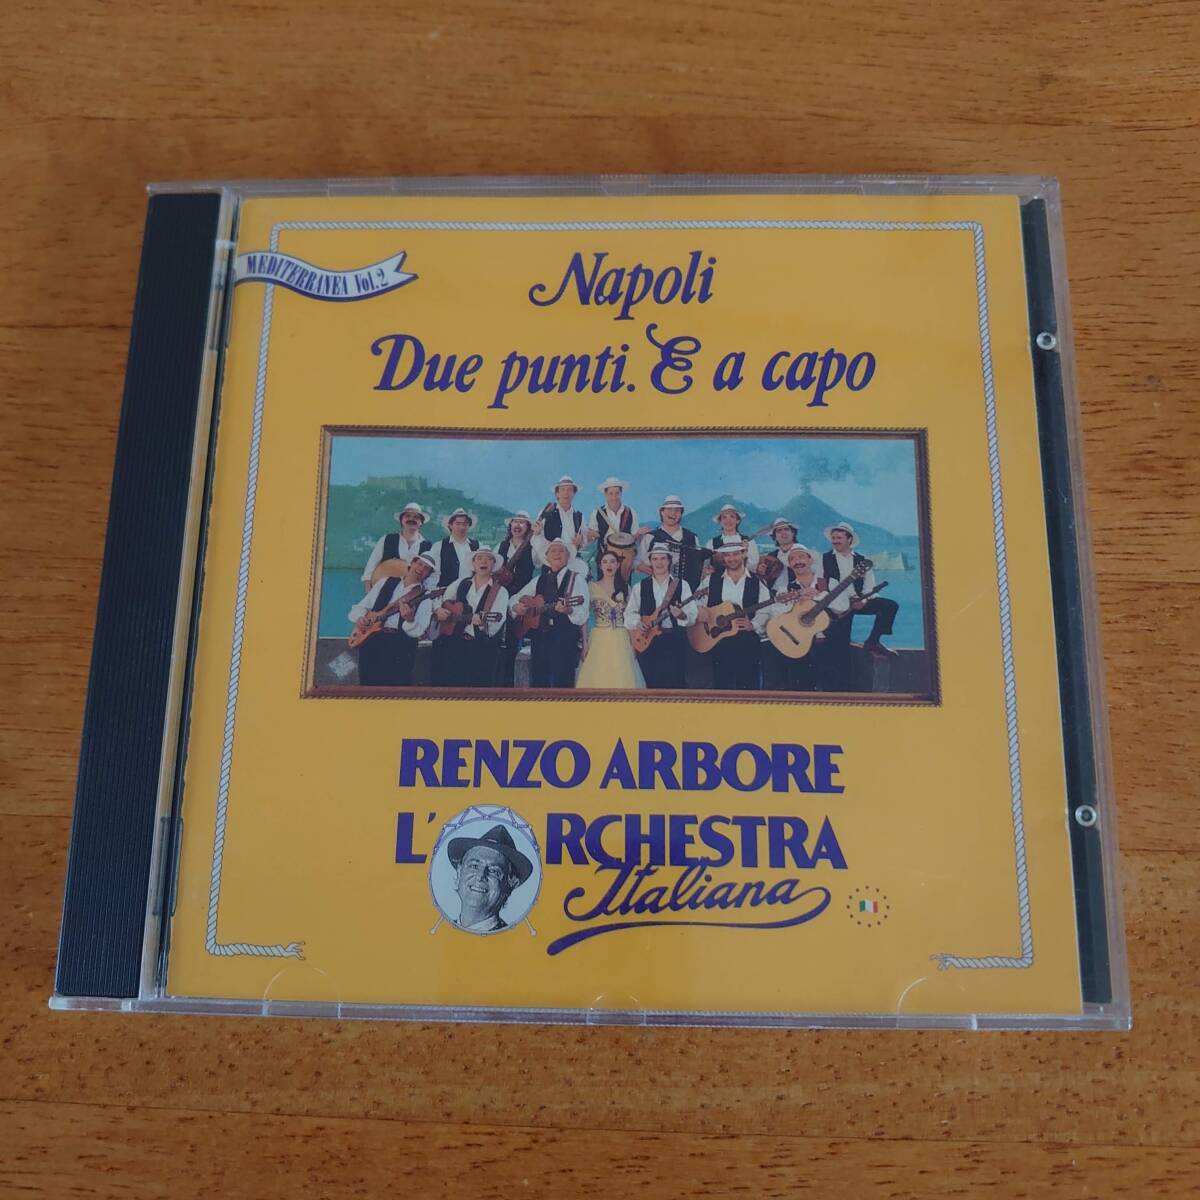 MEDITERRANEA Vol.2
Napoli
Due punti. E a capo
RENZO ARBORE
L'ORCHESTRA
Italiana